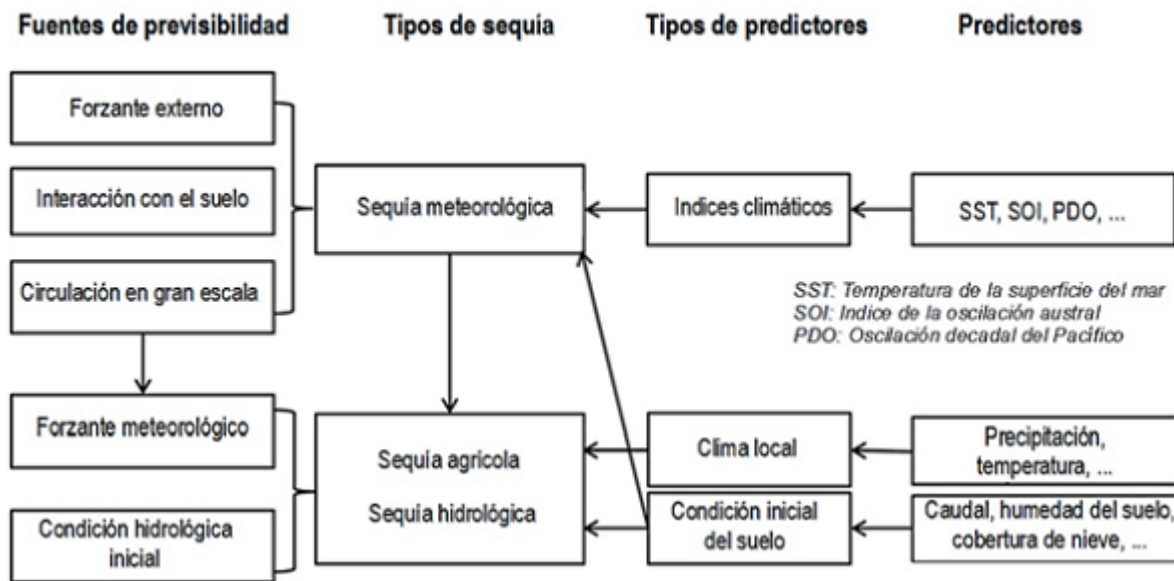 Fuentes de previsibilidad
Tipos de sequía
Tipos de predictores
Predictores
Forzante externo
Interacción con el suelo
Circulación en gran escala
Sequía meteorológica
Indices climáticos
SST, SOI, PDO, ...
SST: Temperatura de la superficie del mar
SOI: Indice de la oscilación austral
PDO: Oscilación decadal del Pacífico
Forzante meteorológico
Condición hidrológica
inicial
Sequía agrícola
Sequía hidrológica
Clima local
Condición inicial
del suelo
Precipitación,
temperatura, ...
Caudal, humedad del suelo,
cobertura de nieve, ...